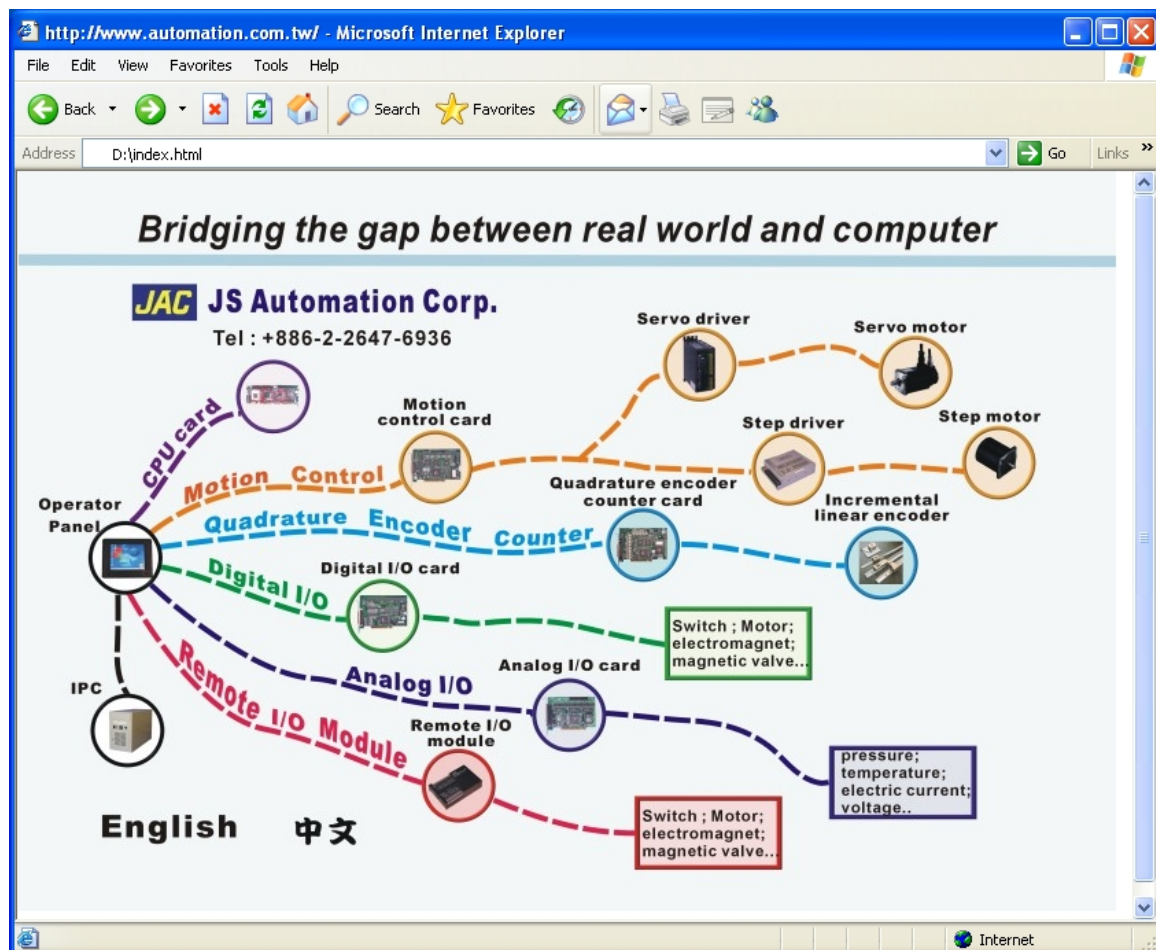 http://www.automation.com.tw/ - Microsoft Internet Explorer
File Edit View Favorites Tools Help
Back Search Favorites
Address D:\index.html Go Links »
Bridging the gap between real world and computer
JAC JS Automation Corp.
Tel : +886-2-2647-6936
Servo driver
Servo motor
CPU card
Motion
control card
Step driver
Step motor
Motion Control
Quadrature encoder
counter card
Incremental
linear encoder
Operator
Panel
Quadrature Encoder Counter
Digital I/O
Digital I/O card
Switch ; Motor;
electromagnet;
magnetic valve...
Analog I/O
Analog I/O card
IPC
Remote I/O Module
Remote I/O
module
pressure;
temperature;
electric current;
voltage..
Switch ; Motor;
electromagnet;
magnetic valve...
English 中文
Internet